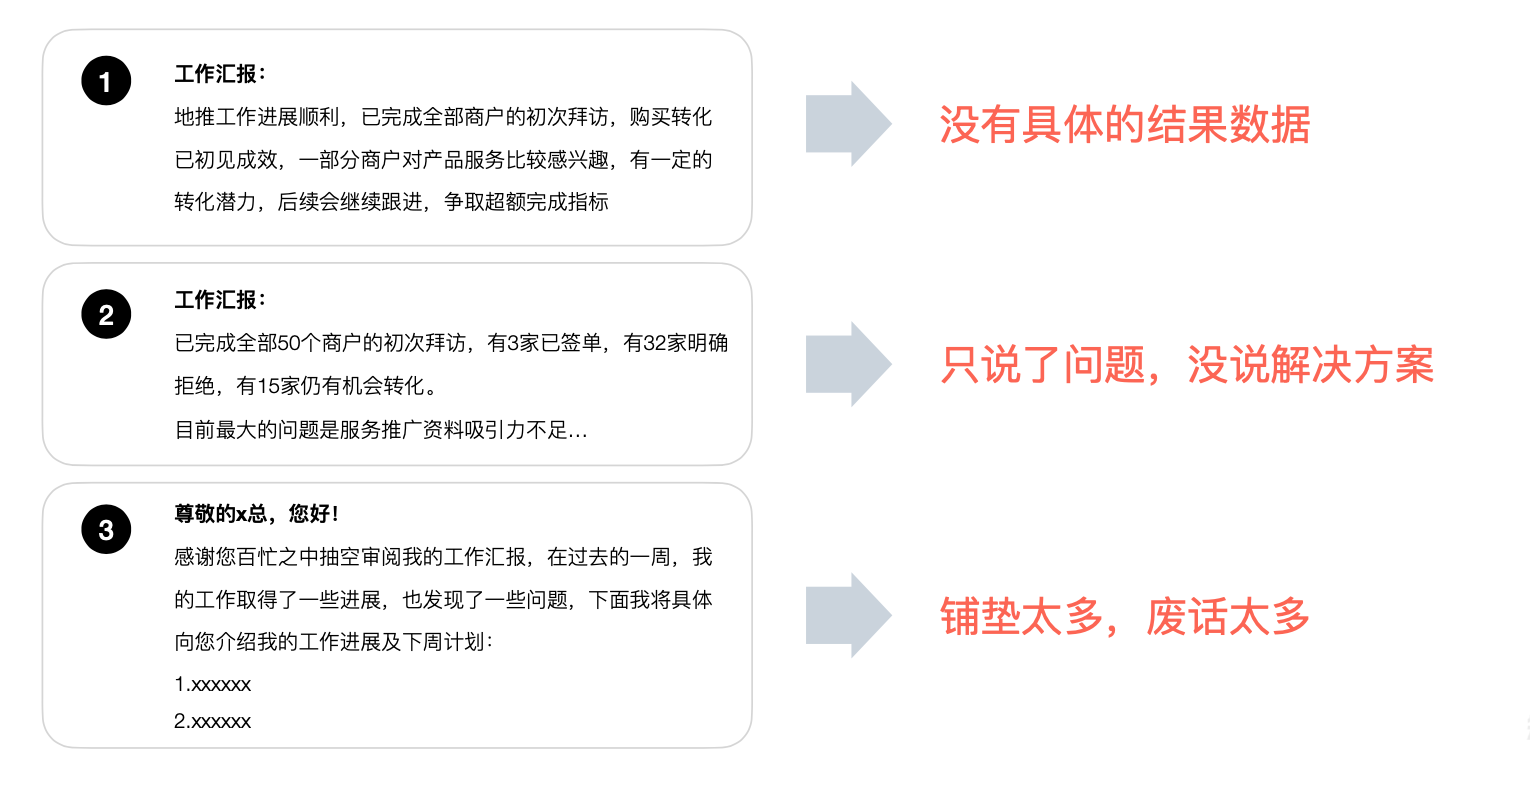 1
工作汇报：
地推工作进展顺利，已完成全部商户的初次拜访，购买转化
已初见成效，一部分商户对产品服务比较感兴趣，有一定的
转化潜力，后续会继续跟进，争取超额完成指标
没有具体的结果数据
2
工作汇报：
已完成全部50个商户的初次拜访，有3家已签单，有32家明确
拒绝，有15家仍有机会转化。
目前最大的问题是服务推广资料吸引力不足…
只说了问题，没说解决方案
3
尊敬的x总，您好！
感谢您百忙之中抽空审阅我的工作汇报，在过去的一周，我
的工作取得了一些进展，也发现了一些问题，下面我将具体
向您介绍我的工作进展及下周计划：
1.xxxxxx
2.xxxxxx
铺垫太多，废话太多